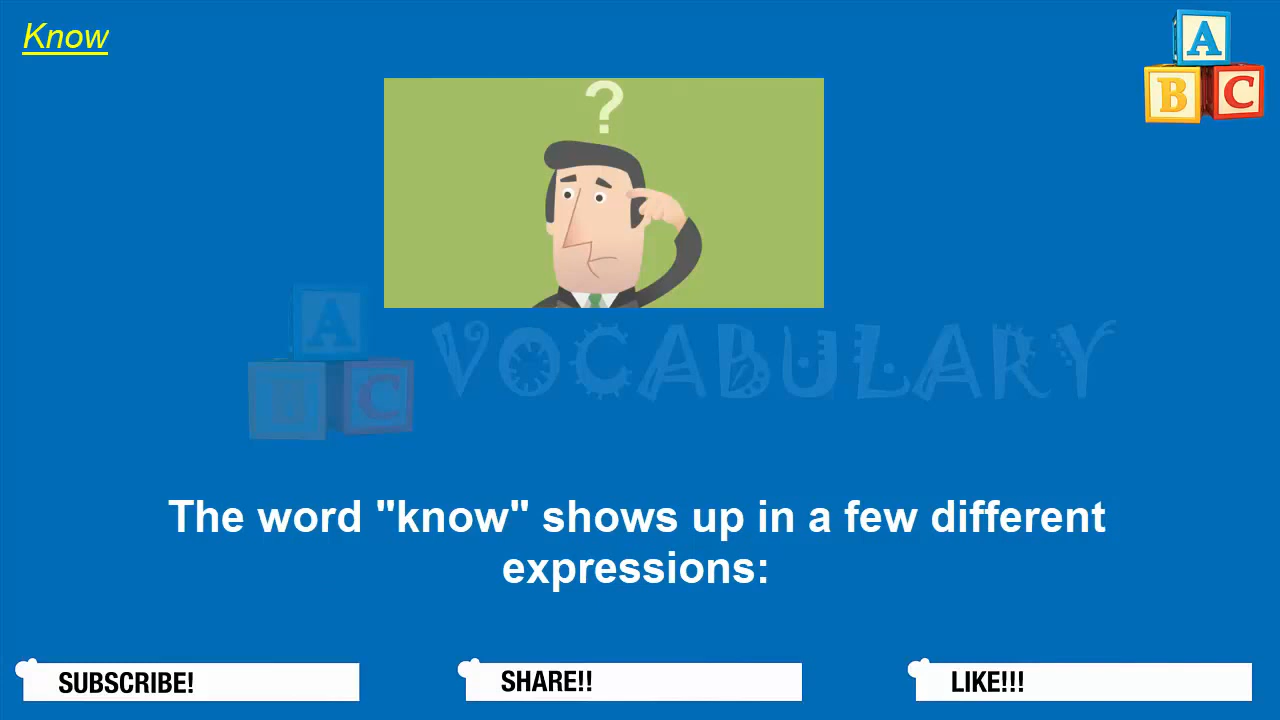 Know
A
B C
?
A
B C
VOCABULARY
The word "know" shows up in a few different
expressions:
SUBSCRIBE!
SHARE!!
LIKE!!!